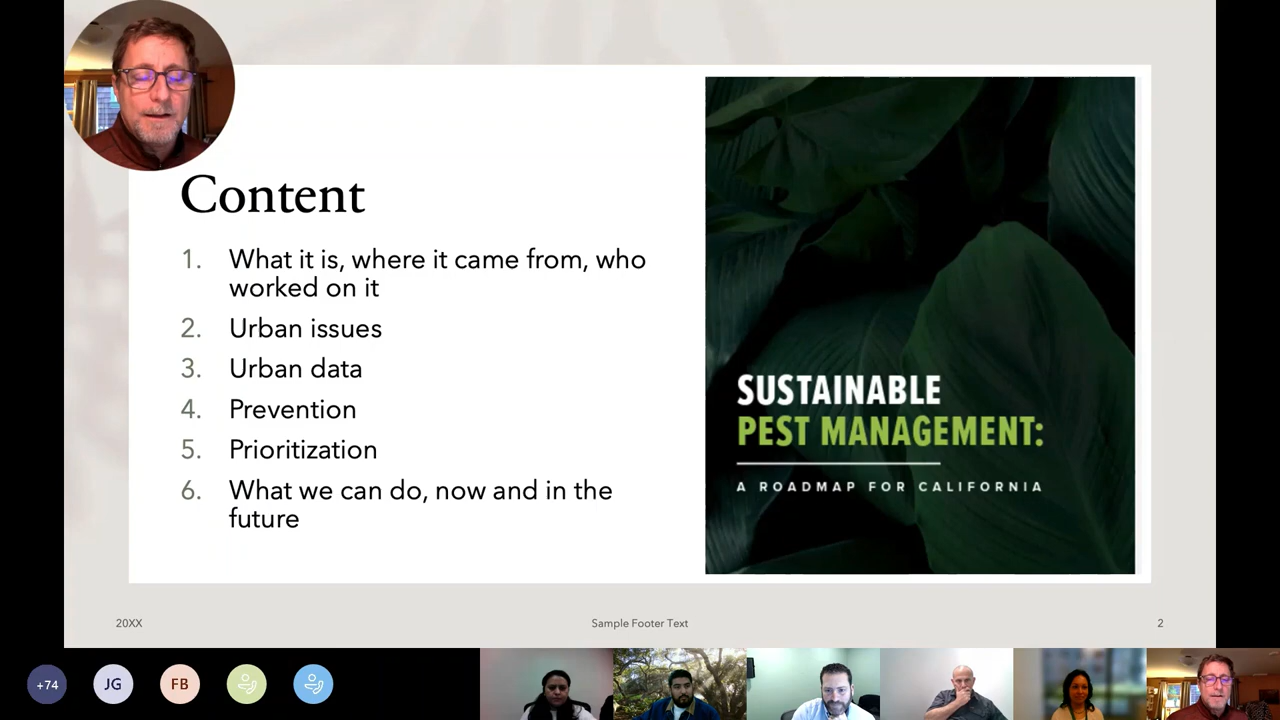 Content
1. What it is, where it came from, who
worked on it
2. Urban issues
3. Urban data
4. Prevention
5. Prioritization
6. What we can do, now and in the
future
SUSTAINABLE
PEST MANAGEMENT:
A ROADMAP FOR CALIFORNIA
20XX
Sample Footer Text
2
+74
JG
FB